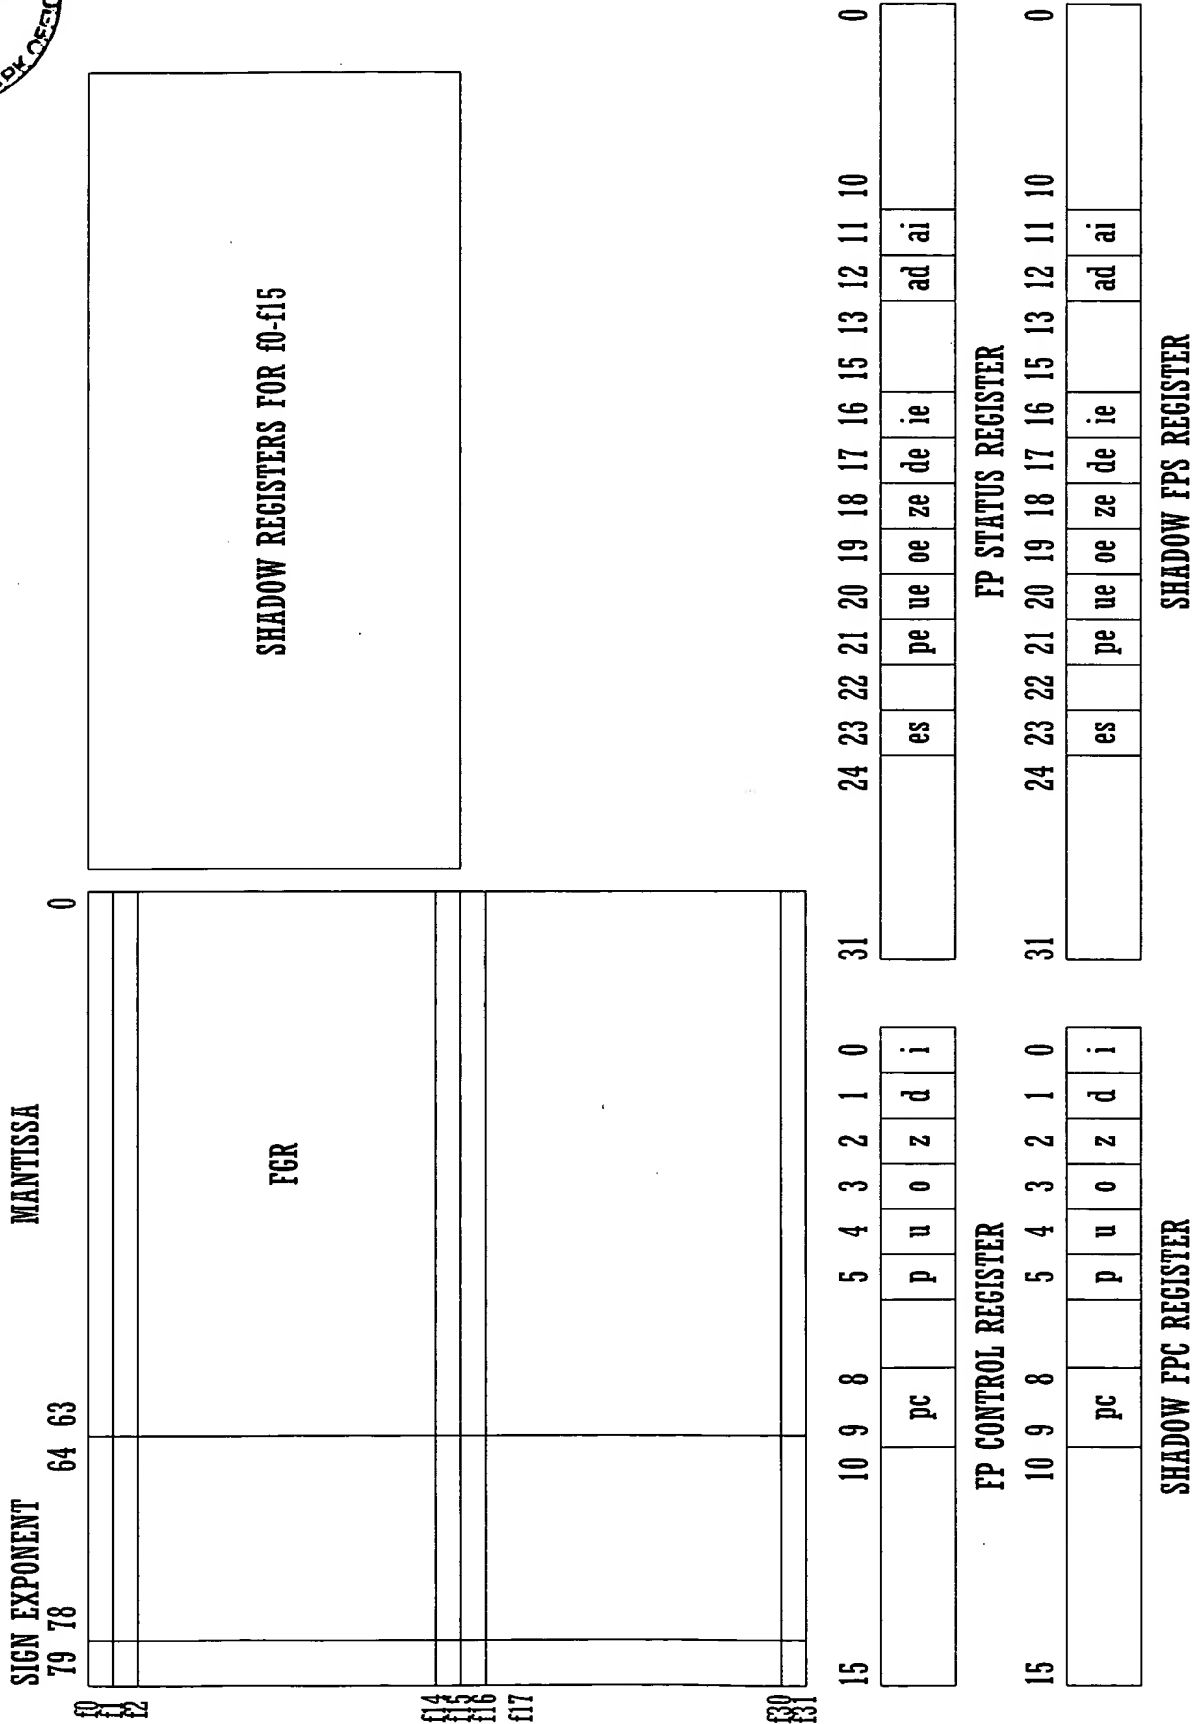 SIGN EXPONENT MANTISSA
79 78 64 63 0
f0
f1
f2
f14
f15
f16
f17
f30
f31
FGR
SHADOW REGISTERS FOR f0-f15
15 10 9 8 5 4 3 2 1 0
pc p u o z d i
FP CONTROL REGISTER
31 24 23 22 21 20 19 18 17 16 15 13 12 11 10 0
es pe ue oe ze de ie ad ai
FP STATUS REGISTER
15 10 9 8 5 4 3 2 1 0
pc p u o z d i
SHADOW FPC REGISTER
31 24 23 22 21 20 19 18 17 16 15 13 12 11 10 0
es pe ue oe ze de ie ad ai
SHADOW FPS REGISTER